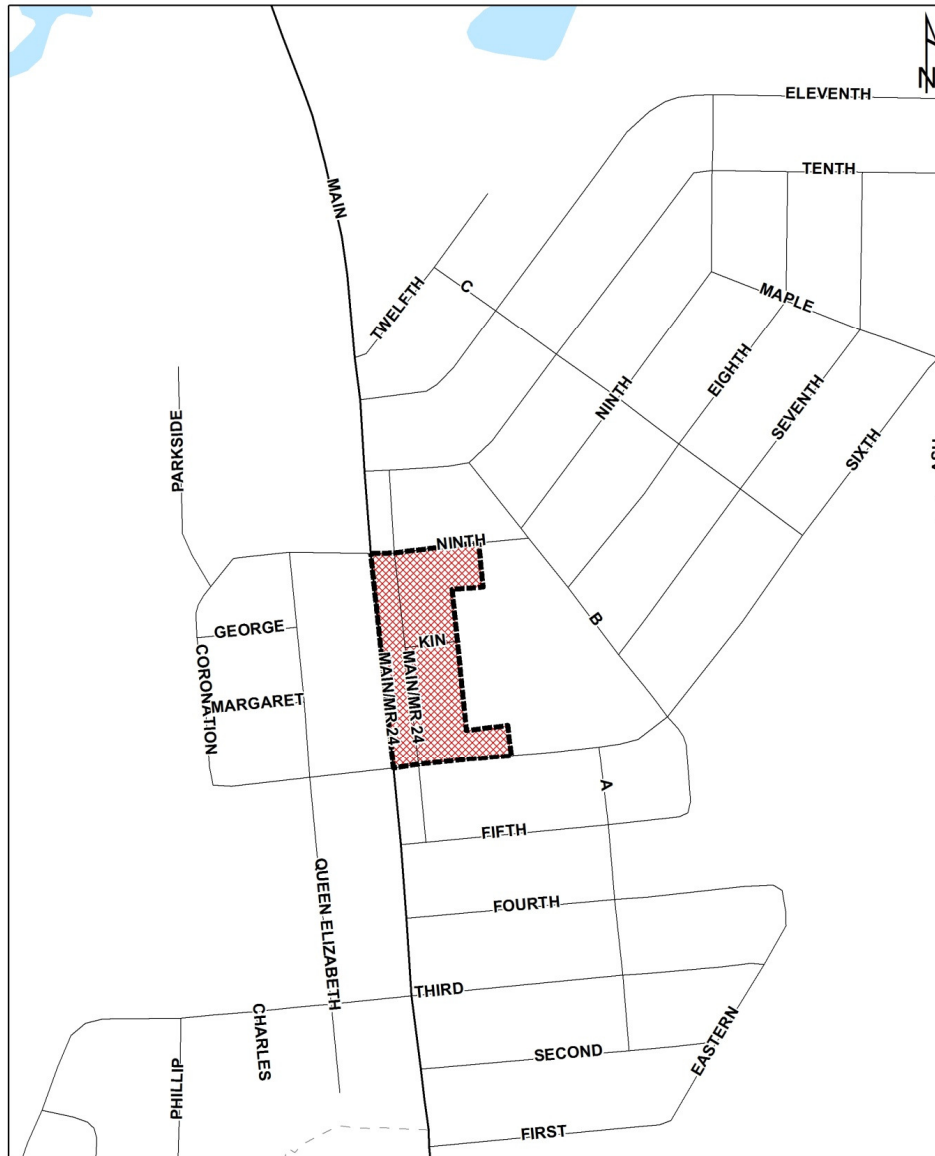 N
ELEVENTH
TENTH
MAIN
C
TWELFTH
MAPLE
NINTH
EIGHTH
SEVENTH
SIXTH
PARKSIDE
NINTH
B
GEORGE
KIN
CORONATION
MARGARET
MAIN/MR 24
MAIN/MR 24
A
FIFTH
QUEEN ELIZABETH
FOURTH
THIRD
CHARLES
SECOND
EASTERN
PHILLIP
FIRST